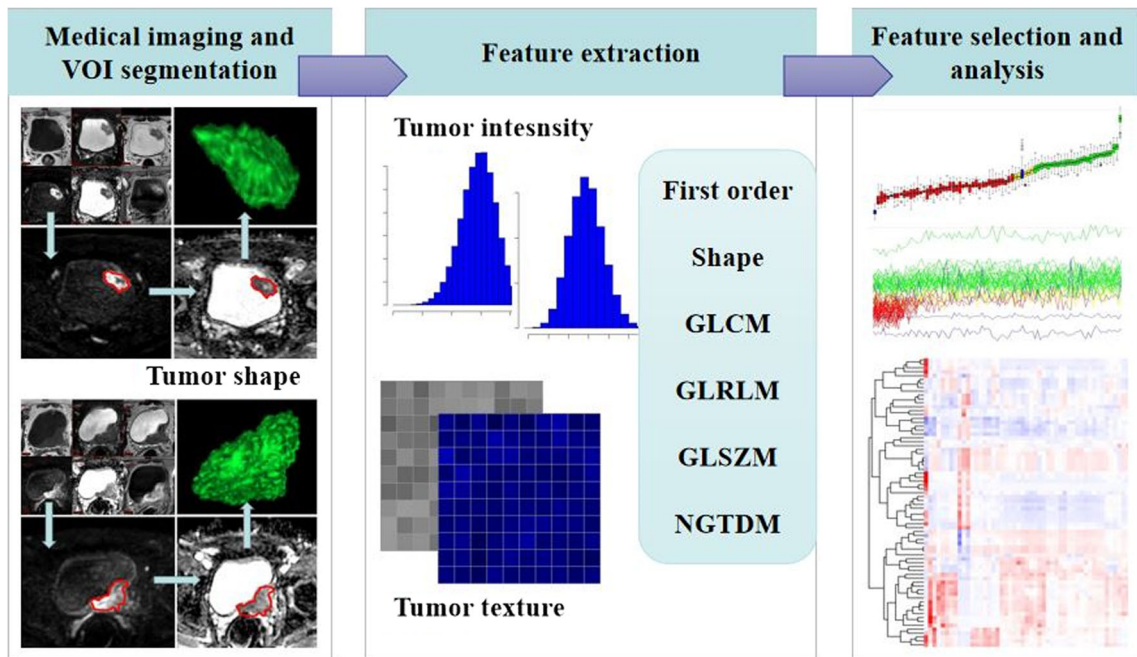 Medical imaging and
VOI segmentation
Feature extraction
Feature selection and
analysis
Tumor shape
Tumor intesnsity
Tumor texture
First order
Shape
GLCM
GLRLM
GLSZM
NGTDM